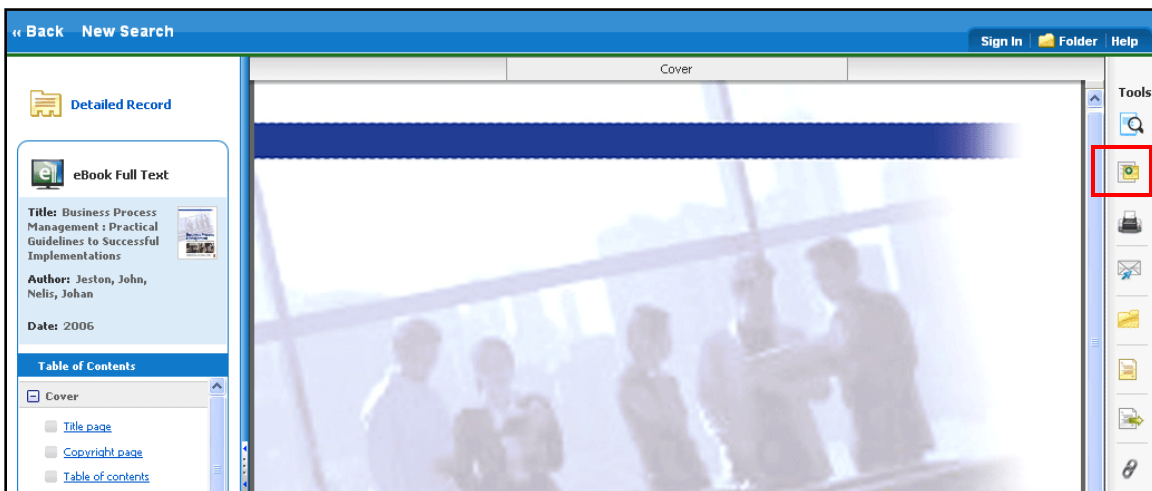 ‹‹ Back New Search
Sign In Folder Help
Cover
Tools
Detailed Record
eBook Full Text
Title: Business Process
Management : Practical
Guidelines to Successful
Implementations
Author: Jeston, John,
Nelis, Johan
Date: 2006
Table of Contents
Cover
Title page
Copyright page
Table of contents